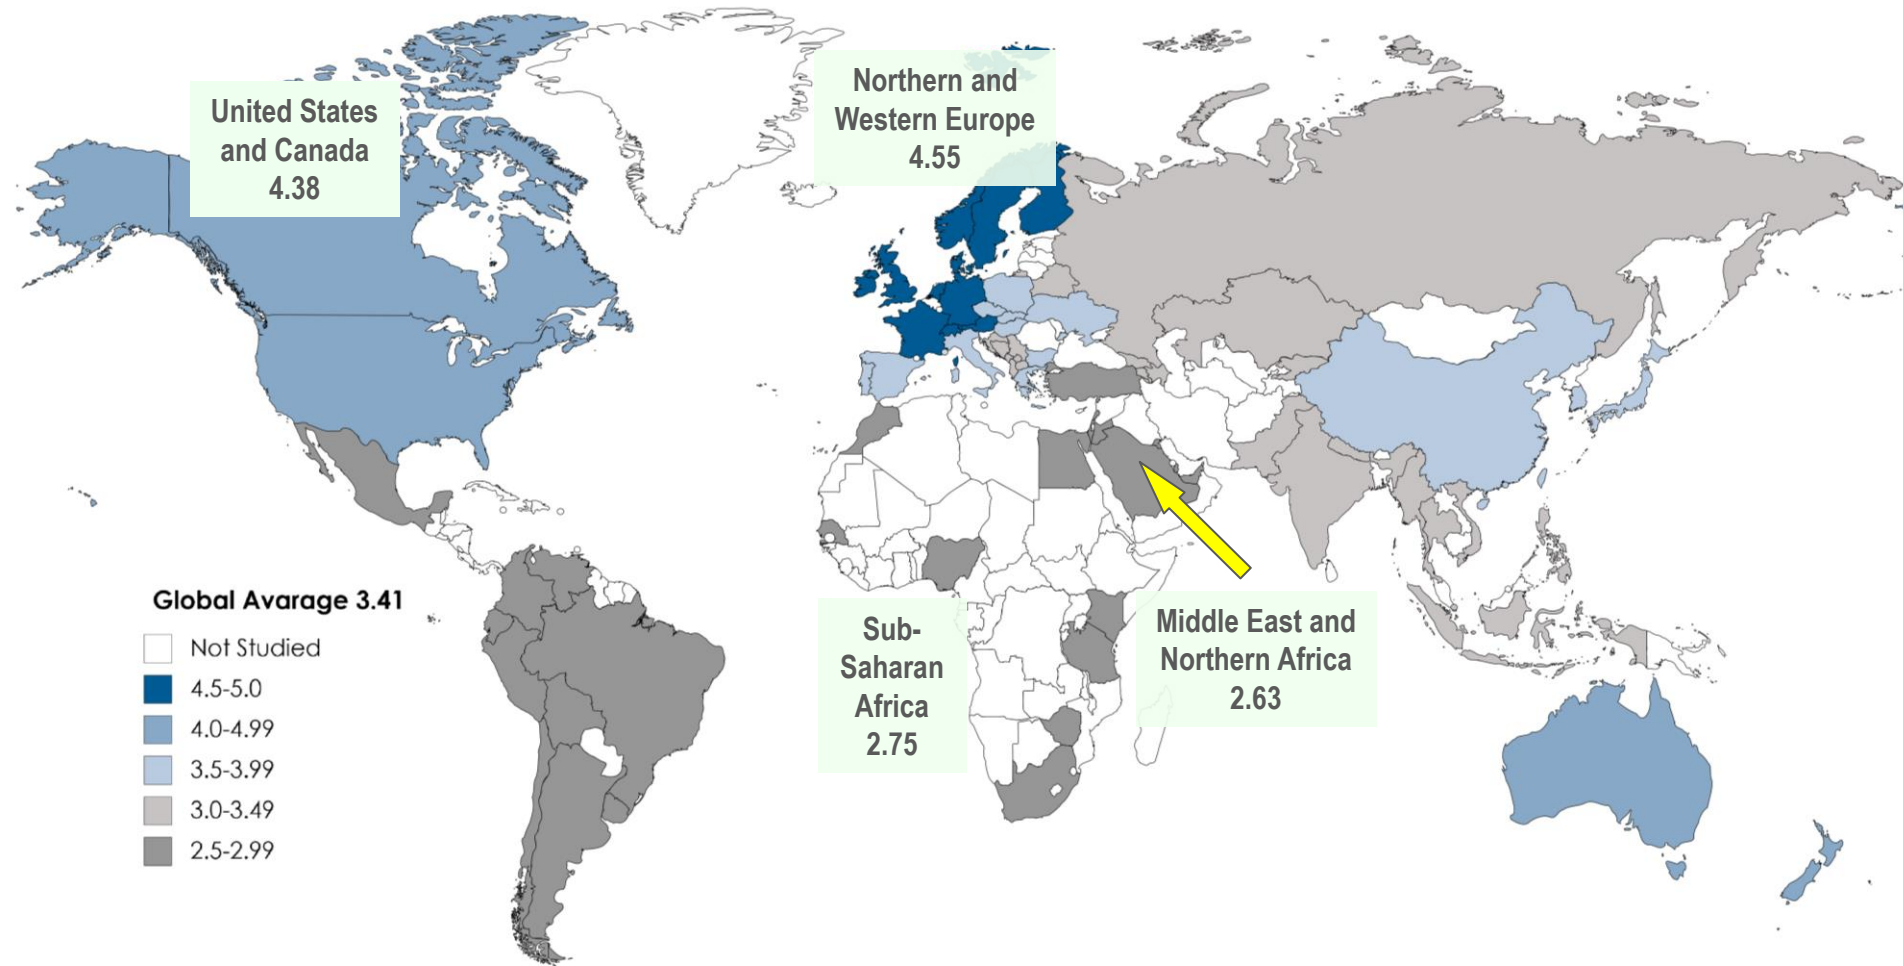 United States
and Canada
4.38
Northern and
Western Europe
4.55
Global Avarage 3.41
Not Studied
4.5-5.0
4.0-4.99
3.5-3.99
3.0-3.49
2.5-2.99
Sub-
Saharan
Africa
2.75
Middle East and
Northern Africa
2.63